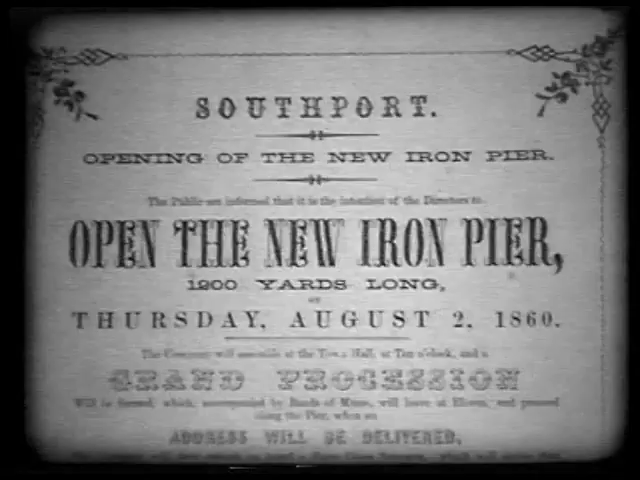 SOUTHPORT.
OPENING OF THE NEW IRON PIER.
The Public are informed that it is the intention of the Directors to
OPEN THE NEW IRON PIER,
1200 YARDS LONG,
ON
THURSDAY, AUGUST 2, 1860.
The Company will assemble at the Town Hall, at Ten o'clock, and a
GRAND PROCESSION
Will be formed, which, accompanied by Bands of Music, will leave at Eleven, and proceed
along the Pier, when an
ADDRESS WILL BE DELIVERED,